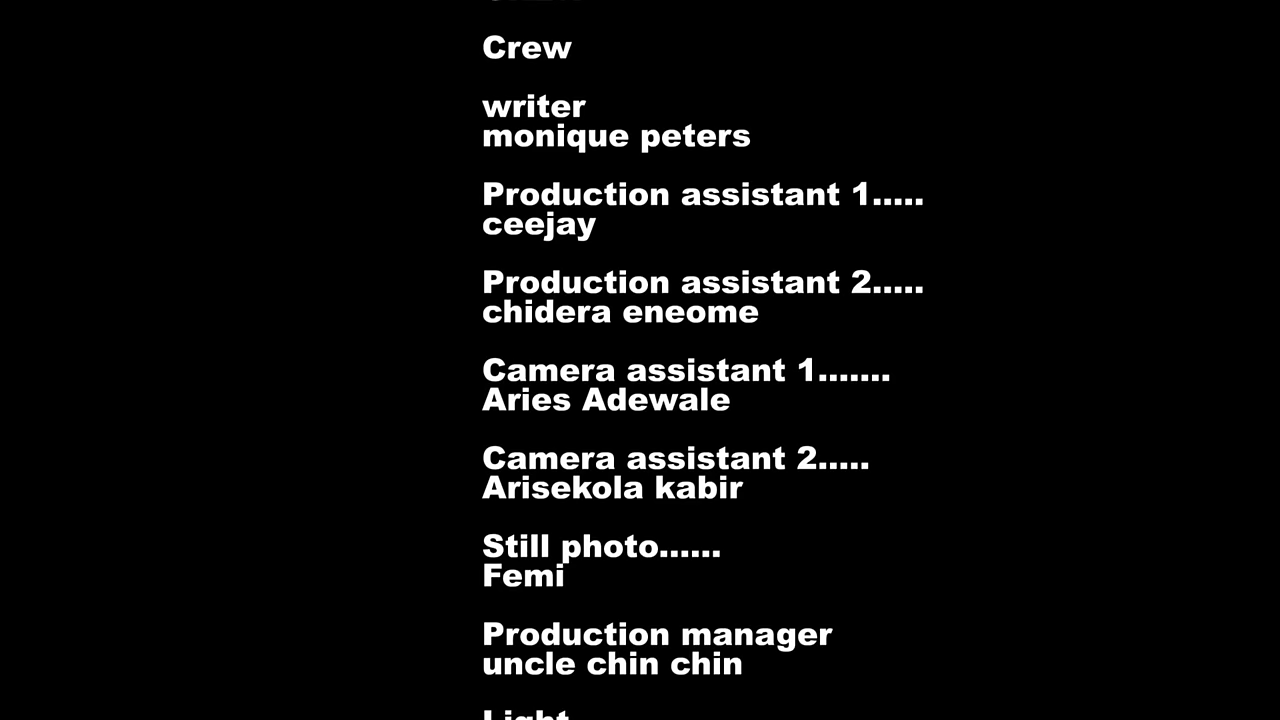 Crew
writer
monique peters
Production assistant 1.....
ceejay
Production assistant 2.....
chidera eneome
Camera assistant 1.......
Aries Adewale
Camera assistant 2.....
Arisekola kabir
Still photo......
Femi
Production manager
uncle chin chin
Light